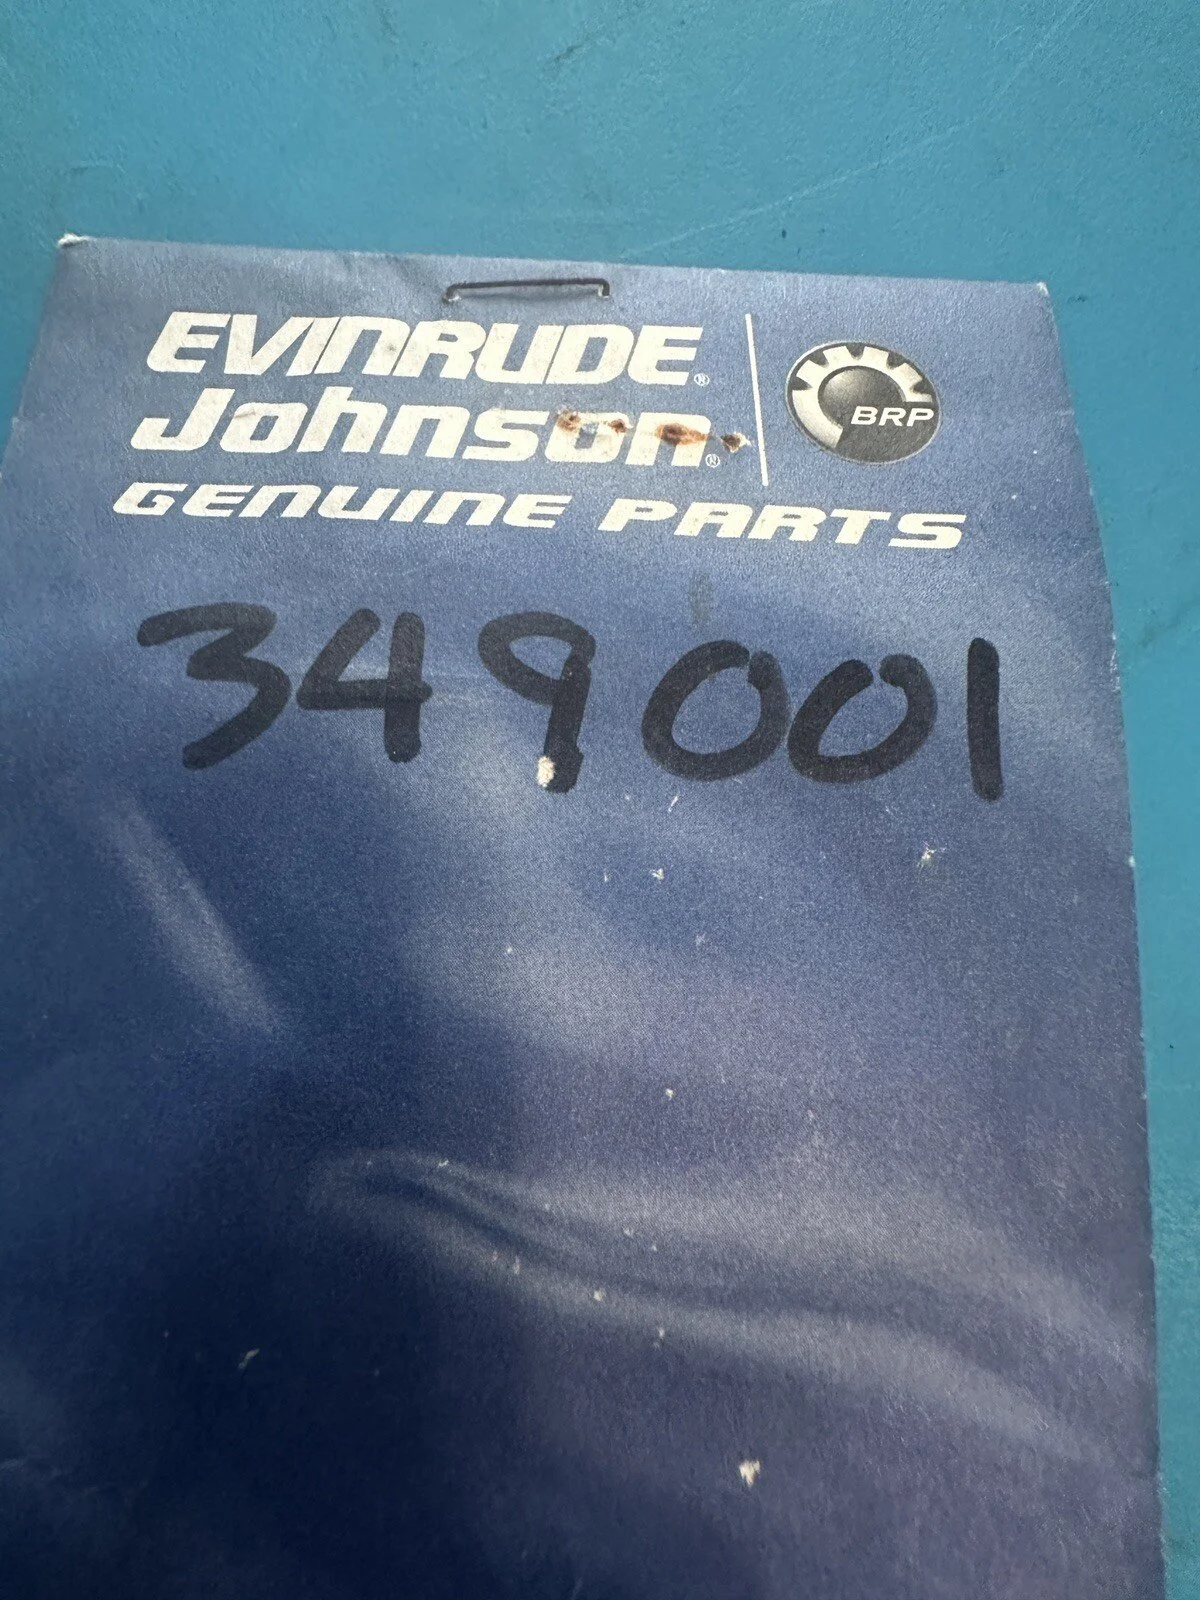 EVINRUDE®
Johnson®
BRP
GENUINE PARTS
349001